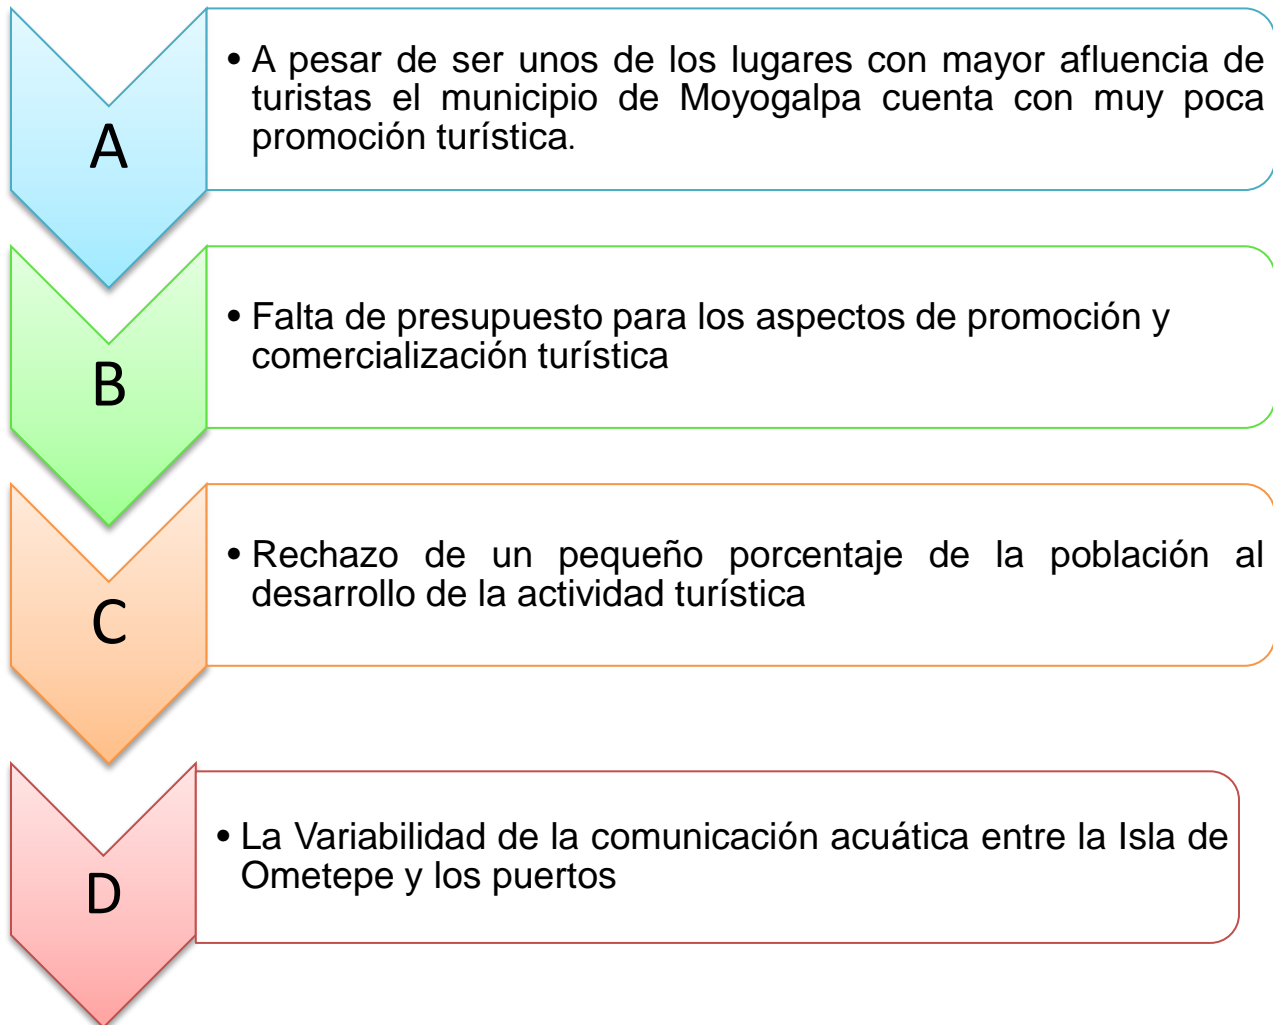 A
• A pesar de ser unos de los lugares con mayor afluencia de
turistas el municipio de Moyogalpa cuenta con muy poca
promoción turística.
B
• Falta de presupuesto para los aspectos de promoción y
comercialización turística
C
• Rechazo de un pequeño porcentaje de la población al
desarrollo de la actividad turística
D
• La Variabilidad de la comunicación acuática entre la Isla de
Ometepe y los puertos